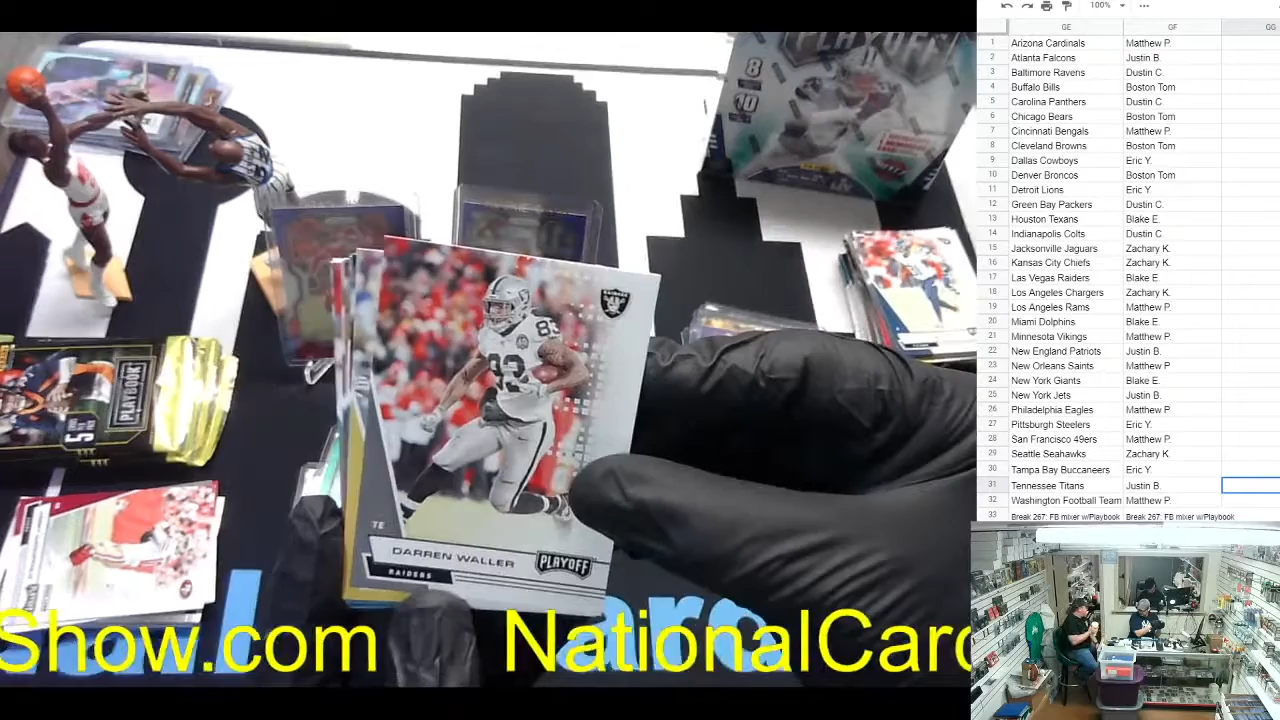 100%
GE GF GG
1 Arizona Cardinals Matthew P.
2 Atlanta Falcons Justin B.
3 Baltimore Ravens Dustin C.
4 Buffalo Bills Boston Tom
5 Carolina Panthers Dustin C
6 Chicago Bears Boston Tom
7 Cincinnati Bengals Matthew P.
8 Cleveland Browns Boston Tom
9 Dallas Cowboys Eric Y.
10 Denver Broncos Boston Tom
11 Detroit Lions Eric Y.
12 Green Bay Packers Dustin C.
13 Houston Texans Blake E.
14 Indianapolis Colts Dustin C.
15 Jacksonville Jaguars Zachary K.
16 Kansas City Chiefs Zachary K.
17 Las Vegas Raiders Blake E.
18 Los Angeles Chargers Zachary K.
19 Los Angeles Rams Matthew P.
20 Miami Dolphins Blake E.
21 Minnesota Vikings Matthew P.
22 New England Patriots Justin B.
23 New Orleans Saints Matthew P
24 New York Giants Blake E.
25 New York Jets Justin B.
26 Philadelphia Eagles Matthew P
27 Pittsburgh Steelers Eric Y.
28 San Francisco 49ers Matthew P.
29 Seattle Seahawks Zachary K.
30 Tampa Bay Buccaneers Eric Y.
31 Tennessee Titans Justin B.
32 Washington Football Team Matthew P.
33 Break 267: FB mixer w/Playbook Break 267: FB mixer w/Playbook
PLAYOFF
8
10
RAIDERS
83
PLAYBOOK
5
TE
DARREN WALLER
RAIDERS
PLAYOFF
Show.com NationalCard